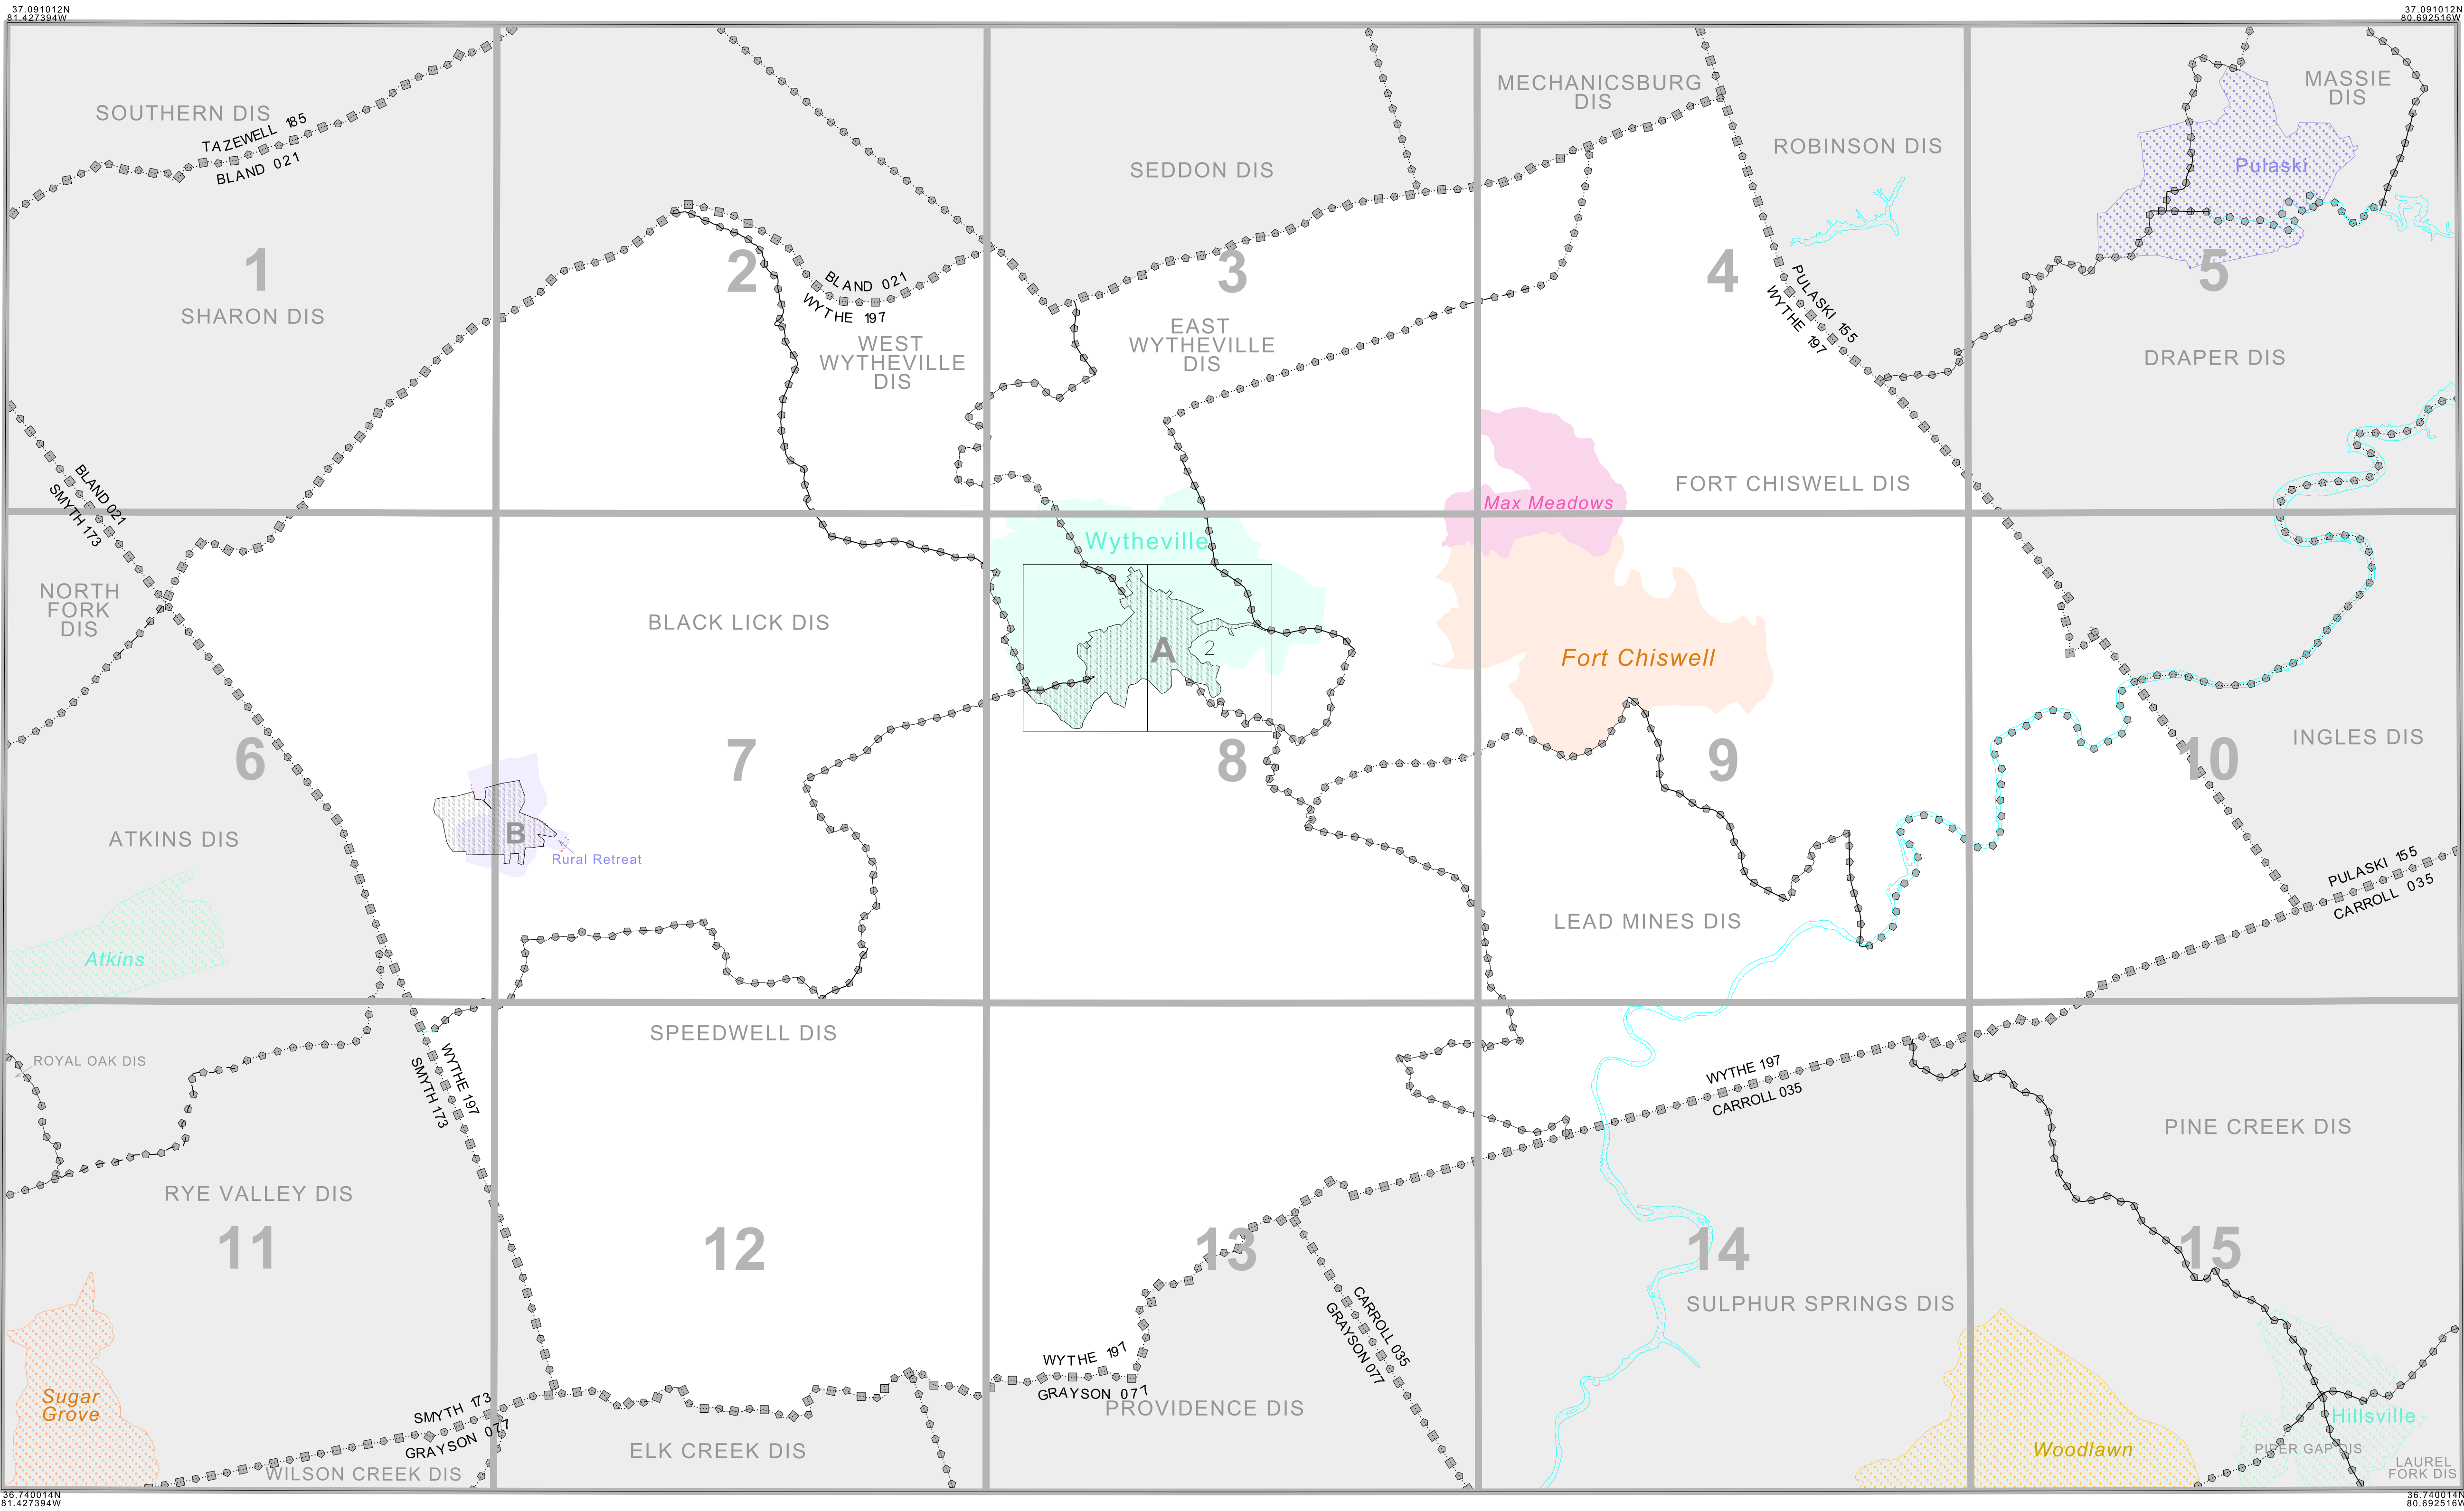 37.091012N
81.427394W
37.091012N
80.692516W
SOUTHERN DIS
TAZEWELL 185
BLAND 021
1
SHARON DIS
2
BLAND 021
WYTHE 197
WEST
WYTHEVILLE
DIS
SEDDON DIS
3
EAST
WYTHEVILLE
DIS
MECHANICSBURG
DIS
ROBINSON DIS
4
PULASKI 155
WYTHE 197
MASSIE
DIS
Pulaski
5
DRAPER DIS
Max Meadows
FORT CHISWELL DIS
BLAND 021
SMYTH 173
NORTH
FORK
DIS
6
ATKINS DIS
Atkins
BLACK LICK DIS
7
B
Rural Retreat
Wytheville
A
2
8
Fort Chiswell
9
LEAD MINES DIS
INGLES DIS
10
PULASKI 155
CARROLL 035
ROYAL OAK DIS
WYTHE 197
SMYTH 173
RYE VALLEY DIS
11
Sugar
Grove
SMYTH 173
GRAYSON 077
WILSON CREEK DIS
SPEEDWELL DIS
12
ELK CREEK DIS
13
WYTHE 197
GRAYSON 077
PROVIDENCE DIS
CARROLL 035
GRAYSON 077
WYTHE 197
CARROLL 035
14
SULPHUR SPRINGS DIS
PINE CREEK DIS
15
Woodlawn
Hillsville
PIPER GAP DIS
LAUREL
FORK DIS
36.740014N
81.427394W
36.740014N
80.692516W